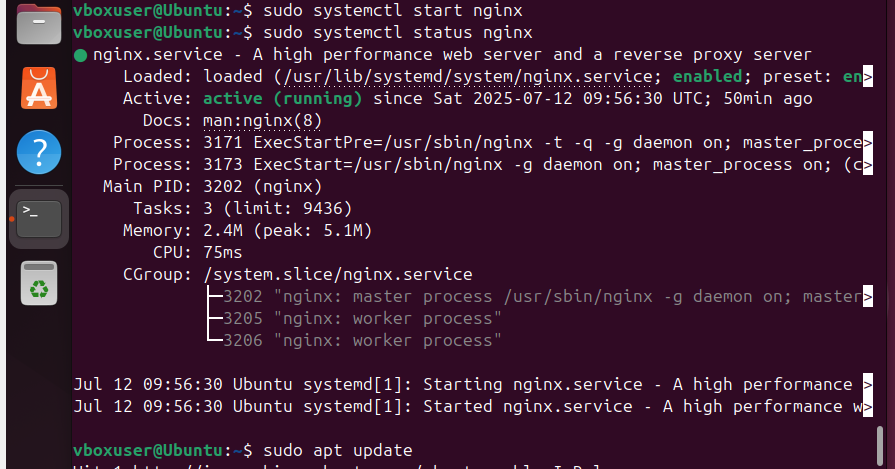 vboxuser@Ubuntu:~$ sudo systemctl start nginx
vboxuser@Ubuntu:~$ sudo systemctl status nginx
● nginx.service - A high performance web server and a reverse proxy server
Loaded: loaded (/usr/lib/systemd/system/nginx.service; enabled; preset: en>
Active: active (running) since Sat 2025-07-12 09:56:30 UTC; 50min ago
Docs: man:nginx(8)
Process: 3171 ExecStartPre=/usr/sbin/nginx -t -q -g daemon on; master_proce>
Process: 3173 ExecStart=/usr/sbin/nginx -g daemon on; master_process on; (c>
Main PID: 3202 (nginx)
Tasks: 3 (limit: 9436)
Memory: 2.4M (peak: 5.1M)
CPU: 75ms
CGroup: /system.slice/nginx.service
├─3202 "nginx: master process /usr/sbin/nginx -g daemon on; master>
├─3205 "nginx: worker process"
└─3206 "nginx: worker process"
Jul 12 09:56:30 Ubuntu systemd[1]: Starting nginx.service - A high performance >
Jul 12 09:56:30 Ubuntu systemd[1]: Started nginx.service - A high performance w>
vboxuser@Ubuntu:~$ sudo apt update